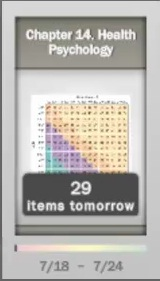 Chapter 14. Health
Psychology
29
items tomorrow
7/18 - 7/24